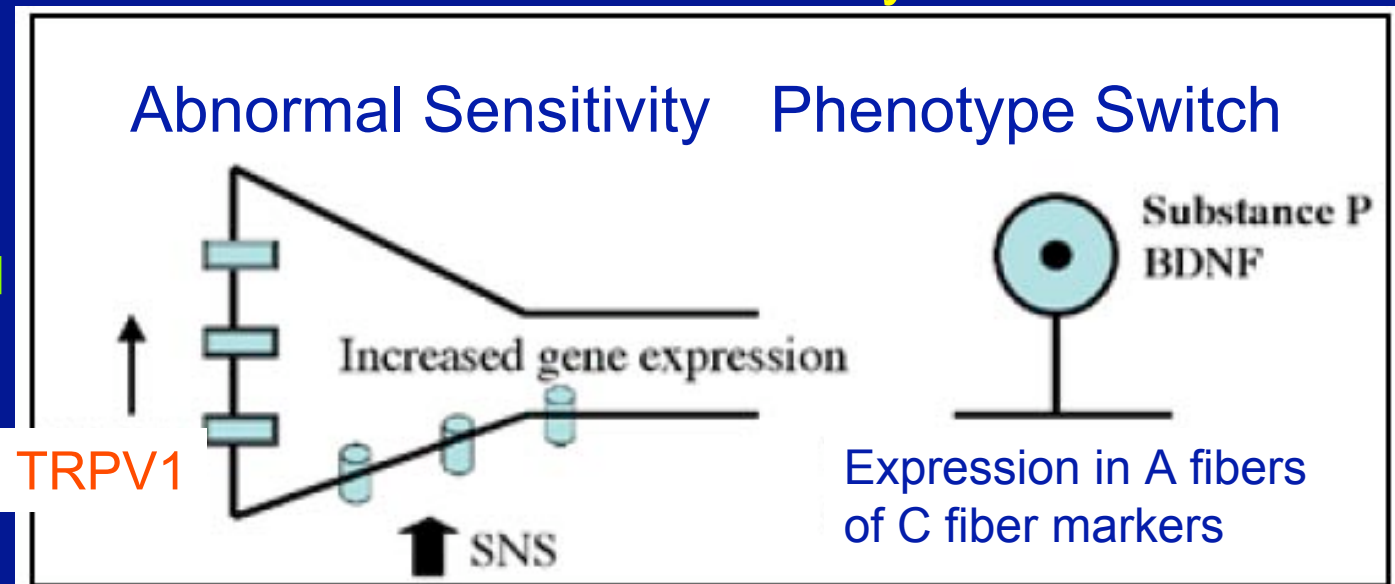 Abnormal Sensitivity Phenotype Switch
Substance P
BDNF
Increased gene expression
TRPV1
SNS
Expression in A fibers
of C fiber markers